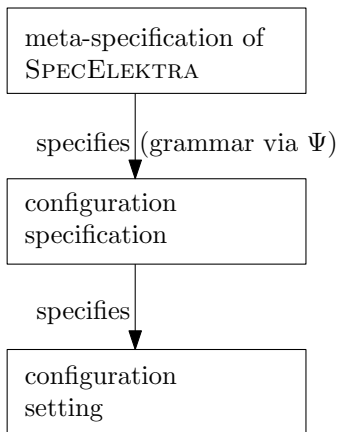 meta-specification of
SPECELEKTRA
specifies (grammar via Ψ)
configuration
specification
specifies
configuration
setting